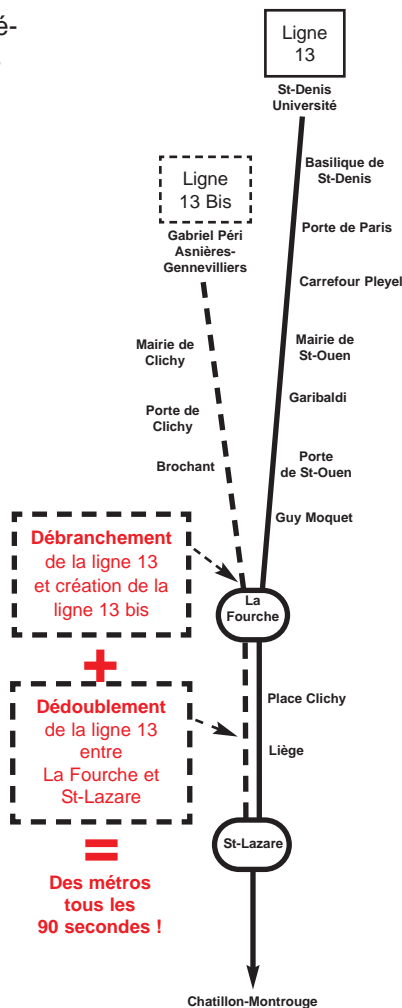 é-
Ligne
13
St-Denis
Université
Basilique de
St-Denis
Porte de Paris
Carrefour Pleyel
Mairie de
St-Ouen
Garibaldi
Porte
de St-Ouen
Guy Moquet
Ligne
13 Bis
Gabriel Péri
Asnières-
Gennevilliers
Mairie de
Clichy
Porte de
Clichy
Brochant
Débranchement
de la ligne 13
et création de la
ligne 13 bis
La
Fourche
+
Dédoublement
de la ligne 13
entre
La Fourche et
St-Lazare
Place Clichy
Liège
St-Lazare
=
Des métros
tous les
90 secondes !
Chatillon-Montrouge